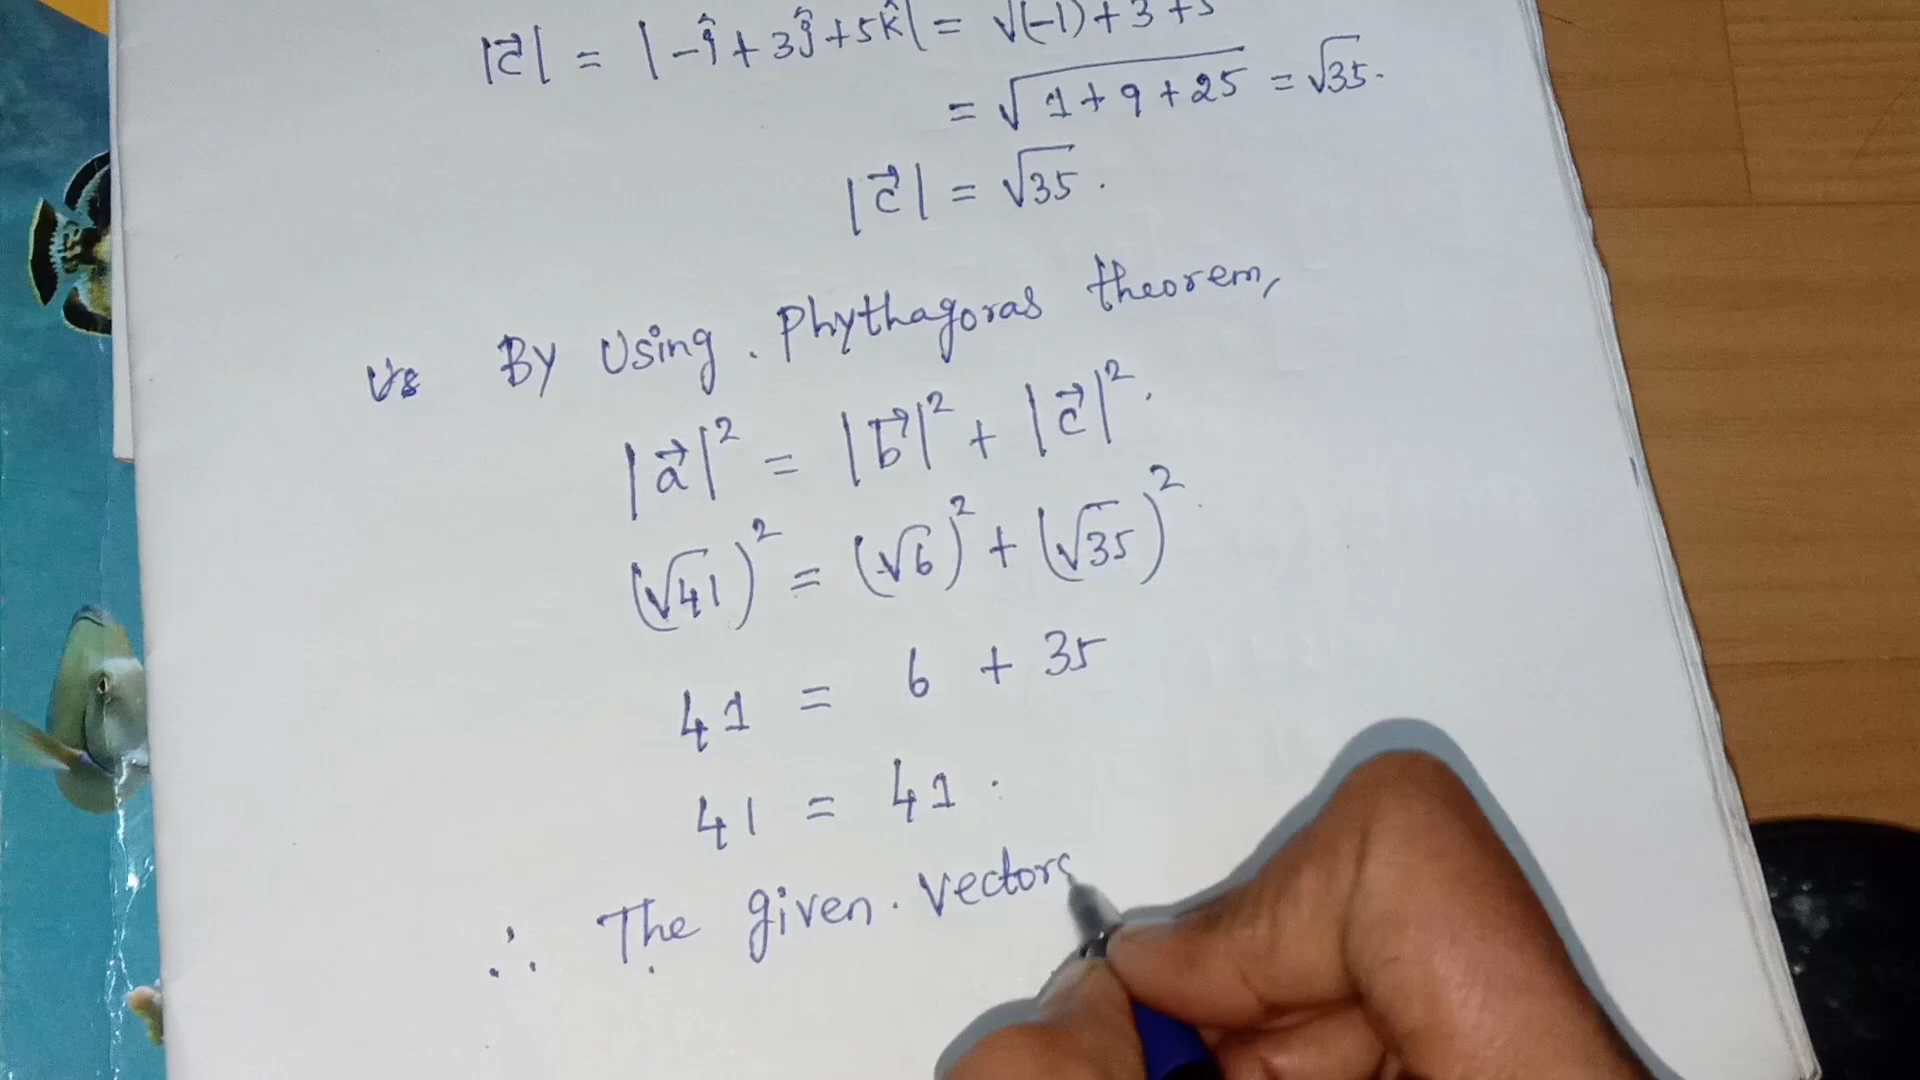 |c⃗| = |-î + 3ĵ + 5k̂| = √(-1) + 3 + 5
= √1 + 9 + 25 = √35.
|c⃗| = √35.
By Using. Phythagoras theorem,
|a⃗|² = |b⃗|² + |c⃗|².
(√41)² = (√6)² + (√35)².
41 = 6 + 35
41 = 41.
∴ The given. vectors